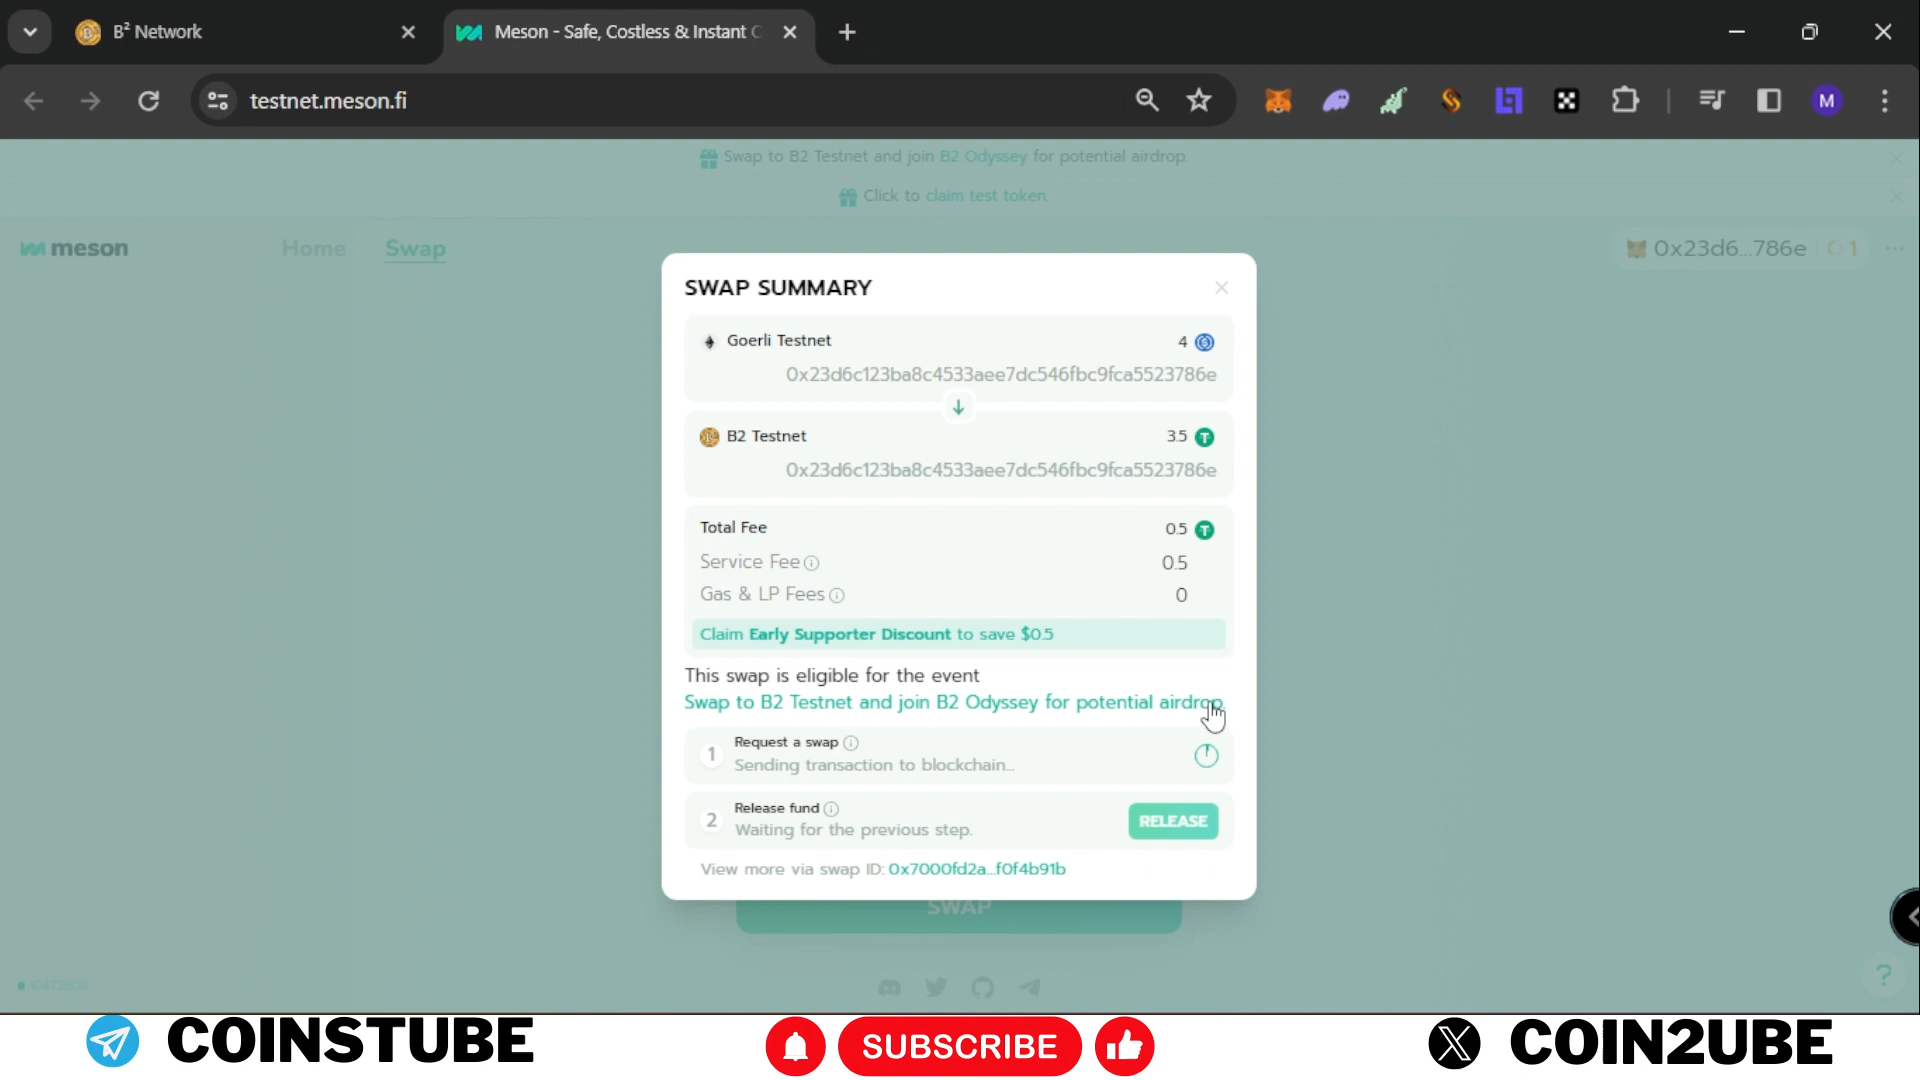 B² Network
Meson - Safe, Costless & Instant C
testnet.meson.fi
M
Swap to B2 Testnet and join B2 Odyssey for potential airdrop.
Click to claim test token.
meson
Home
Swap
0x23d6...786e
1
SWAP SUMMARY
Goerli Testnet
4
0x23d6c123ba8c4533aee7dc546fbc9fca5523786e
B2 Testnet
3.5
0x23d6c123ba8c4533aee7dc546fbc9fca5523786e
Total Fee
0.5
Service Fee
0.5
Gas & LP Fees
0
Claim Early Supporter Discount to save $0.5
This swap is eligible for the event
Swap to B2 Testnet and join B2 Odyssey for potential airdrop.
1
Request a swap
Sending transaction to blockchain...
2
Release fund
Waiting for the previous step.
RELEASE
View more via swap ID: 0x7000fd2a...f0f4b91b
SWAP
?
COINSTUBE
SUBSCRIBE
COIN2UBE